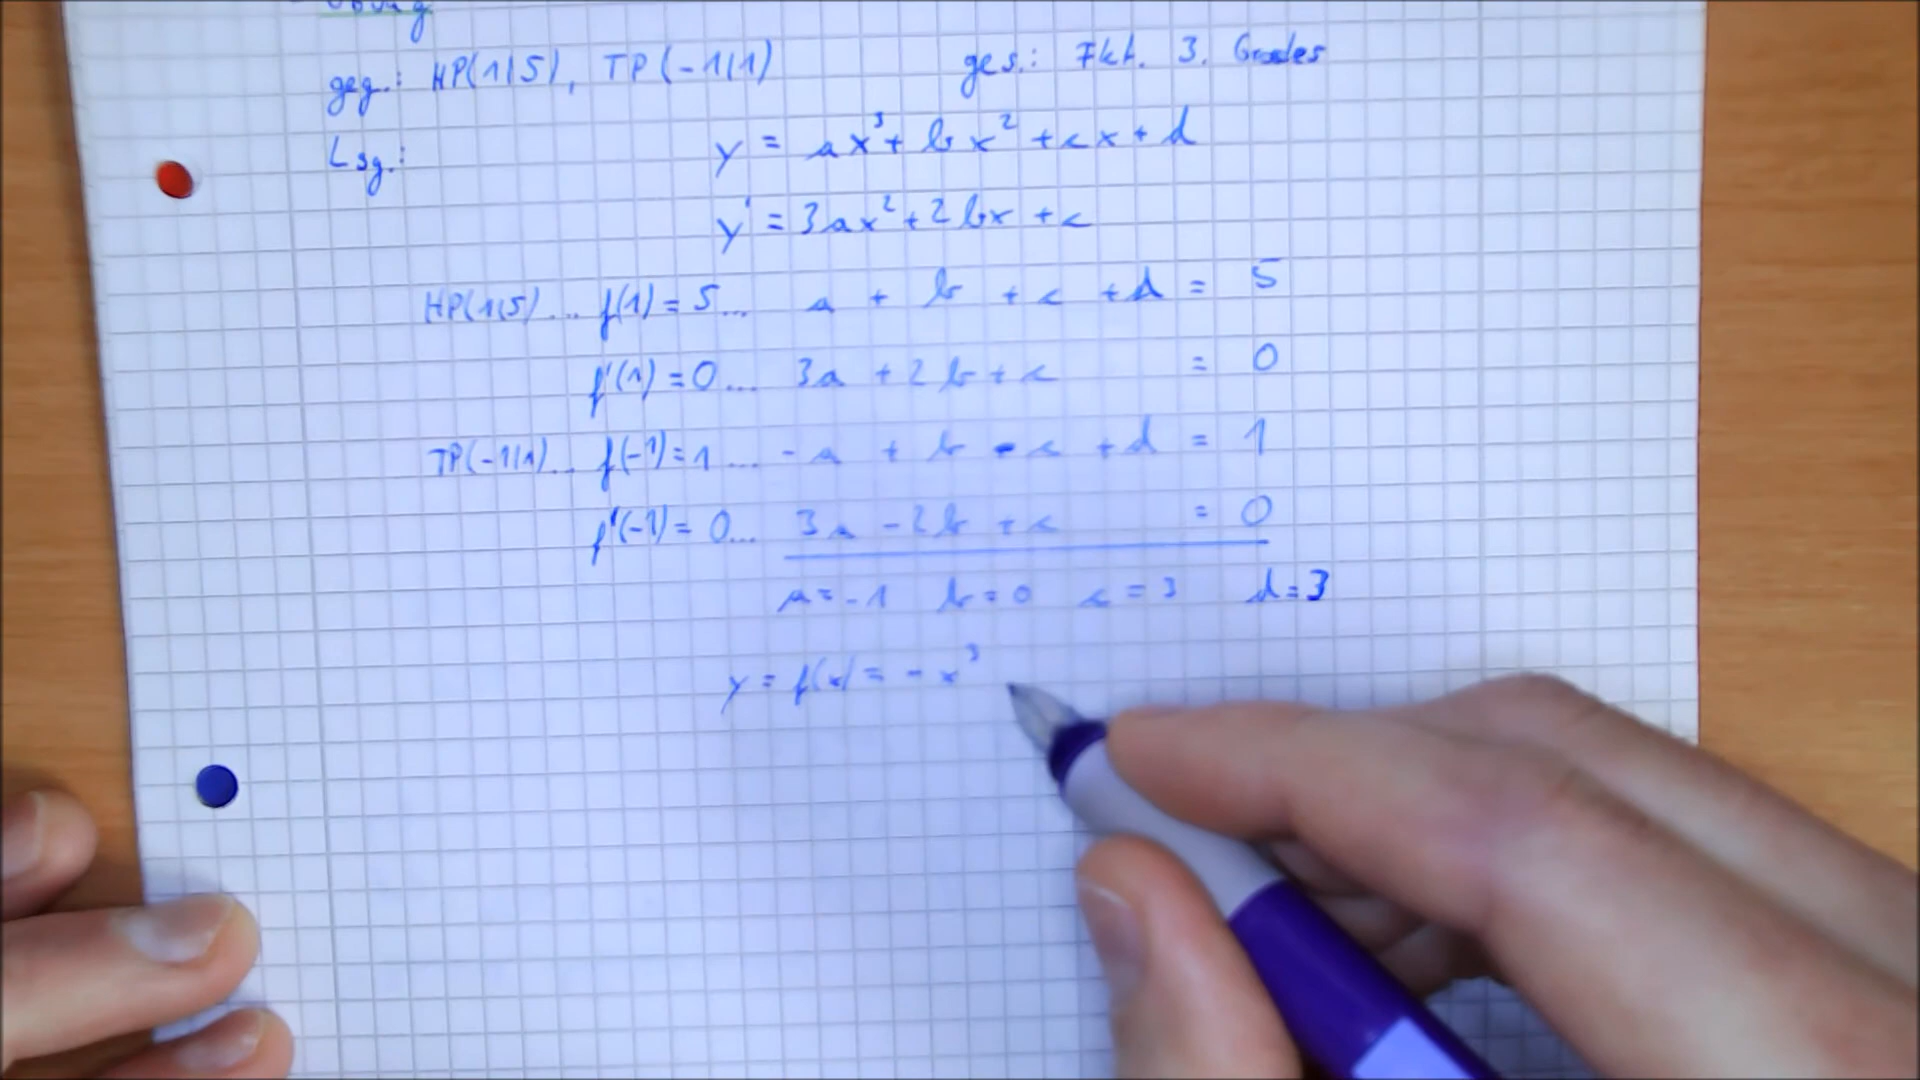 Übung
geg.: HP(1|5), TP(-1|1) ges.: Fkt. 3. Grades
Lsg.: y = ax³ + bx² + cx + d
y' = 3ax² + 2bx + c
HP(1|5)... f(1) = 5... a + b + c + d = 5
f'(1) = 0... 3a + 2b + c = 0
TP(-1|1)... f(-1) = 1... -a + b - c + d = 1
f'(-1) = 0... 3a - 2b + c = 0
a = -1 b = 0 c = 3 d = 3
y = f(x) = -x³